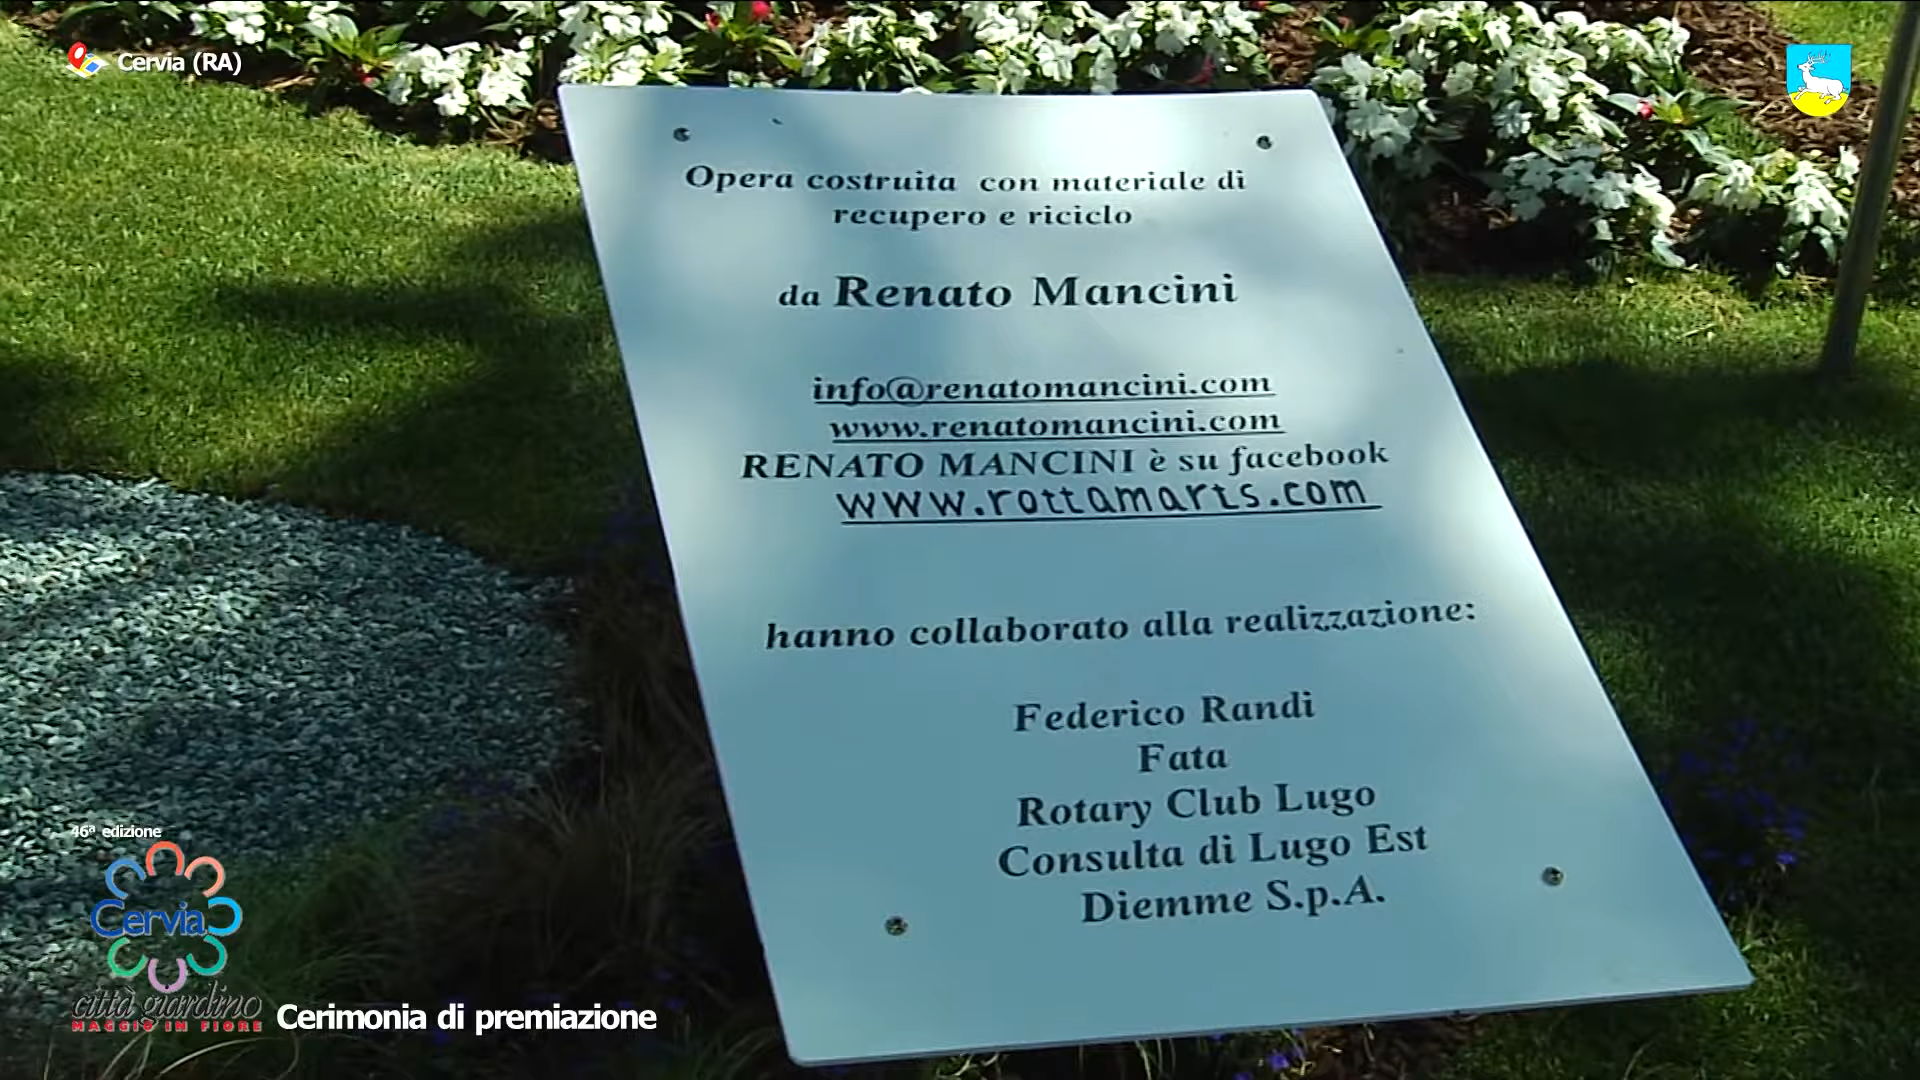 Cervia (RA)
Opera costruita con materiale di
recupero e riciclo
da Renato Mancini
info@renatomancini.com
www.renatomancini.com
RENATO MANCINI è su facebook
www.rottamarts.com
hanno collaborato alla realizzazione:
Federico Randi
Fata
Rotary Club Lugo
Consulta di Lugo Est
Diemme S.p.A.
46ª edizione
Cervia
città giardino
MAGGIO IN FIORE
Cerimonia di premiazione